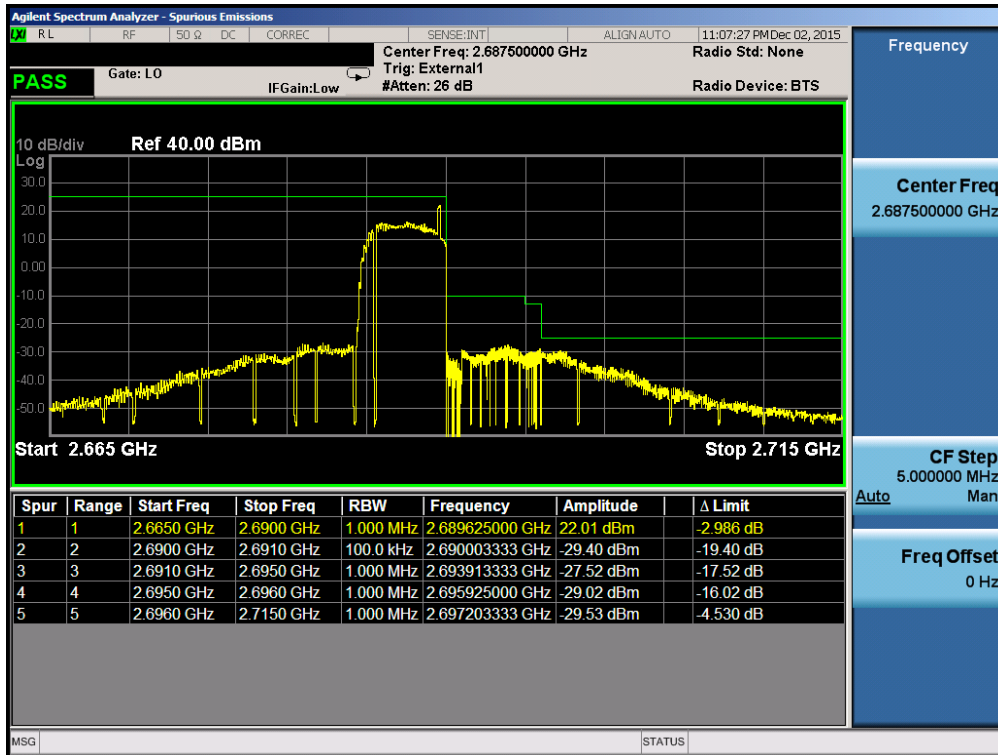 Agilent Spectrum Analyzer - Spurious Emissions
LXI RL RF 50 Ω DC CORREC SENSE:INT ALIGN AUTO 11:07:27 PM Dec 02, 2015
Center Freq: 2.687500000 GHz Radio Std: None
PASS Gate: LO Trig: External1
IFGain:Low #Atten: 26 dB Radio Device: BTS
10 dB/div Ref 40.00 dBm
Log
30.0
20.0
10.0
0.00
-10.0
-20.0
-30.0
-40.0
-50.0
Start 2.665 GHz Stop 2.715 GHz
Spur Range Start Freq Stop Freq RBW Frequency Amplitude Δ Limit
1 1 2.6650 GHz 2.6900 GHz 1.000 MHz 2.689625000 GHz 22.01 dBm -2.986 dB
2 2 2.6900 GHz 2.6910 GHz 100.0 kHz 2.690003333 GHz -29.40 dBm -19.40 dB
3 3 2.6910 GHz 2.6950 GHz 1.000 MHz 2.693913333 GHz -27.52 dBm -17.52 dB
4 4 2.6950 GHz 2.6960 GHz 1.000 MHz 2.695925000 GHz -29.02 dBm -16.02 dB
5 5 2.6960 GHz 2.7150 GHz 1.000 MHz 2.697203333 GHz -29.53 dBm -4.530 dB
MSG STATUS
Frequency
Center Freq
2.687500000 GHz
CF Step
5.000000 MHz
Auto Man
Freq Offset
0 Hz